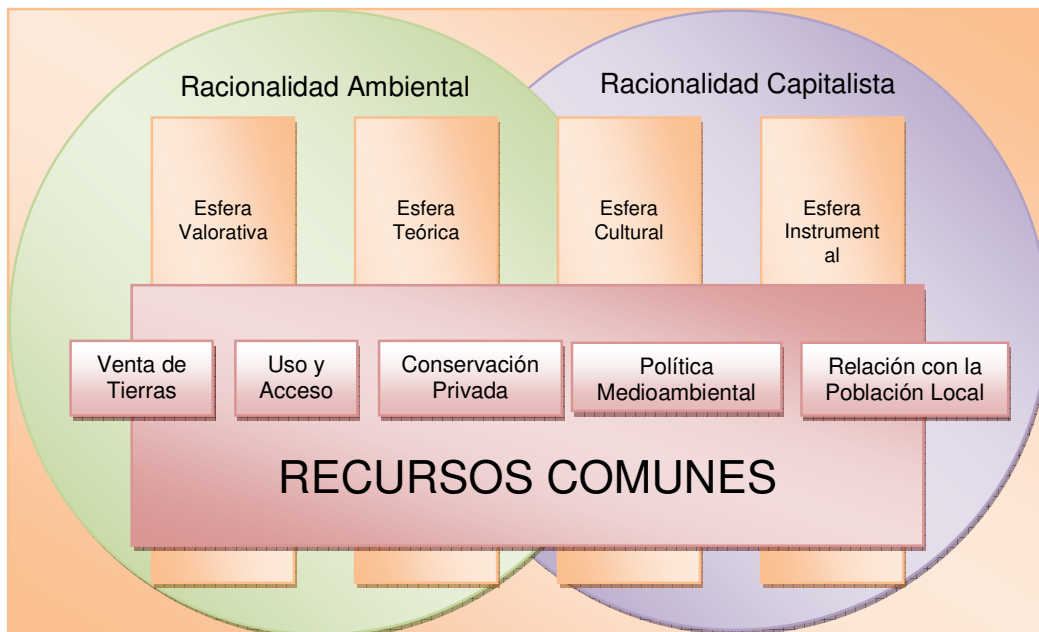 Racionalidad Ambiental
Racionalidad Capitalista
Esfera
Valorativa
Esfera
Teórica
Esfera
Cultural
Esfera
Instrument
al
Venta de
Tierras
Uso y
Acceso
Conservación
Privada
Política
Medioambiental
Relación con la
Población Local
RECURSOS COMUNES